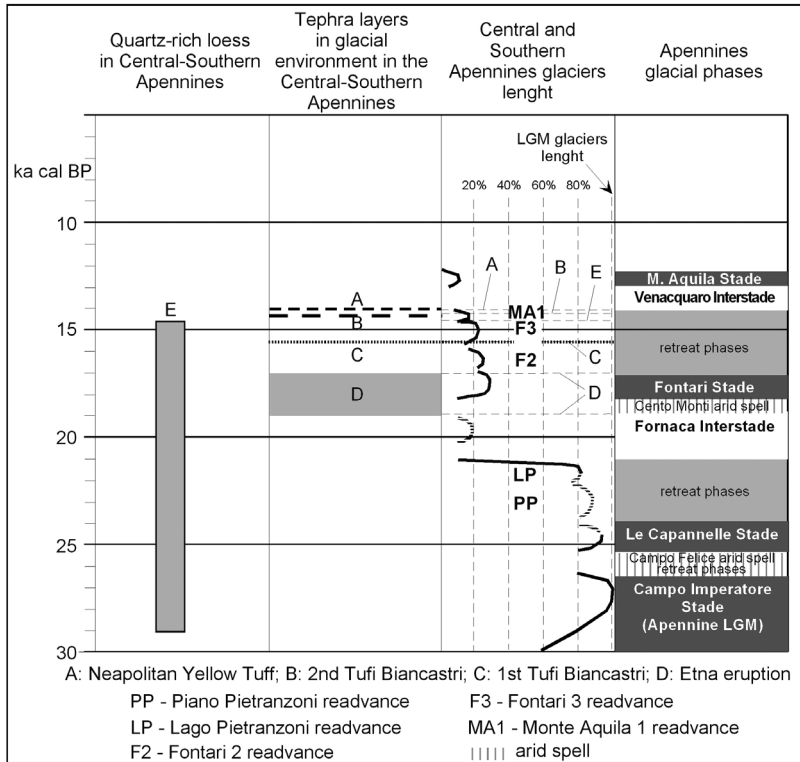 Quartz-rich loess
in Central-Southern
Apennines
Tephra layers
in glacial
environment in the
Central-Southern
Apennines
Central and
Southern
Apennines glaciers
lenght
Apennines
glacial phases
ka cal BP
LGM glaciers
lenght
20%
40%
60%
80%
10
15
20
25
30
E
A
B
C
D
A
B
E
MA1
F3
F2
C
D
LP
PP
M. Aquila Stade
Venacquaro Interstade
retreat phases
Fontari Stade
Cento Monti arid spell
Fornaca Interstade
retreat phases
Le Capannelle Stade
Campo Felice arid spell
retreat phases
Campo Imperatore
Stade
(Apennine LGM)
A: Neapolitan Yellow Tuff; B: 2nd Tufi Biancastri; C: 1st Tufi Biancastri; D: Etna eruption
PP - Piano Pietranzoni readvance
F3 - Fontari 3 readvance
LP - Lago Pietranzoni readvance
MA1 - Monte Aquila 1 readvance
F2 - Fontari 2 readvance
arid spell